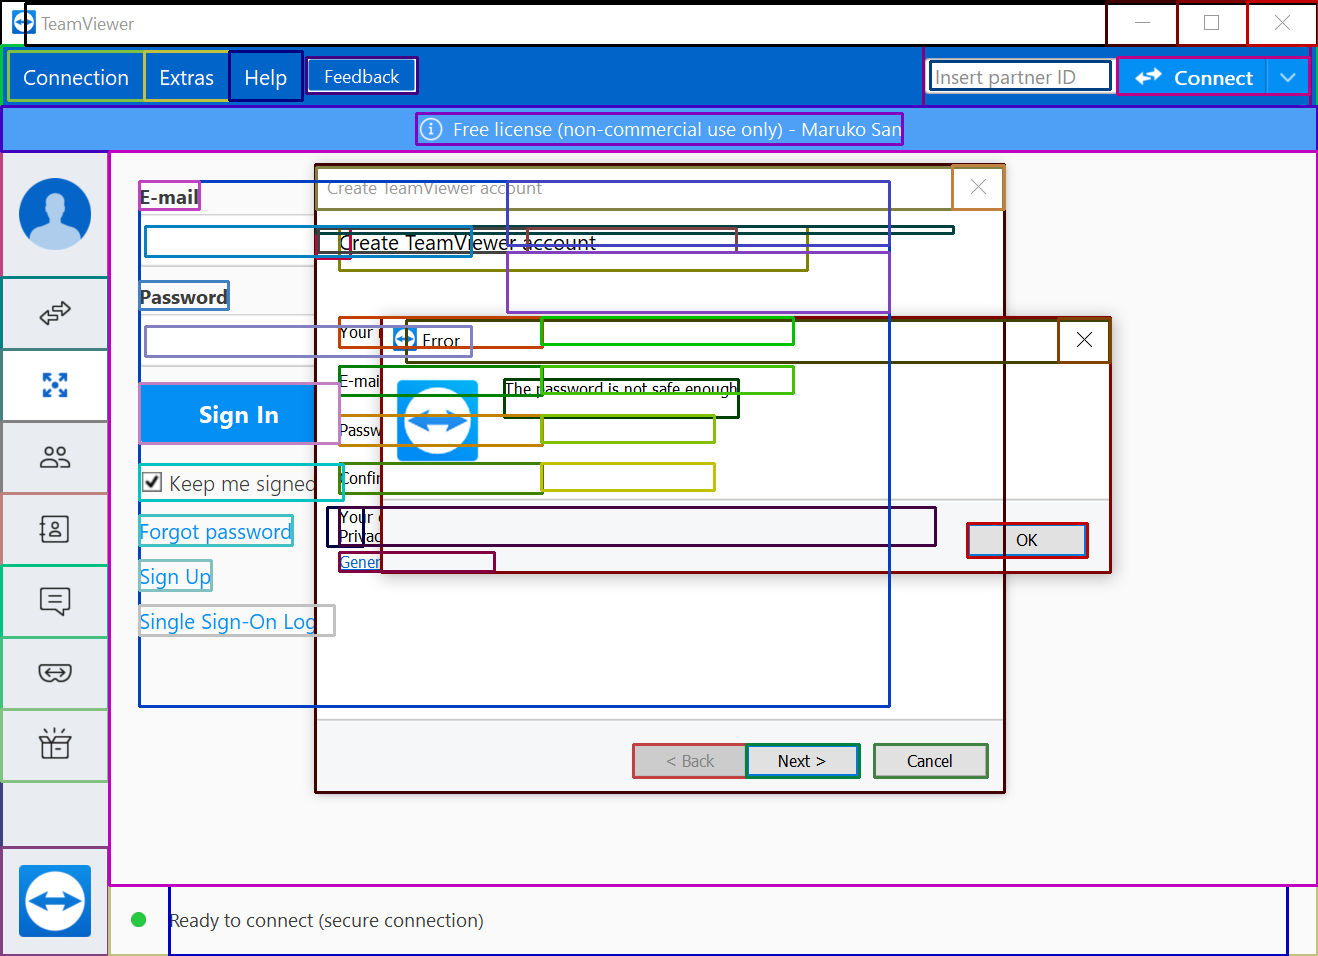 TeamViewer
Connection Extras Help Feedback
Insert partner ID Connect
Free license (non-commercial use only) - Maruko San
E-mail
Password
Sign In
Keep me signed
Forgot password
Sign Up
Single Sign-On Log
Create TeamViewer account
Create TeamViewer account
Your
E-mai
Passw
Confir
Your
Privac
Gener
Error
The password is not safe enough
OK
< Back Next > Cancel
Ready to connect (secure connection)